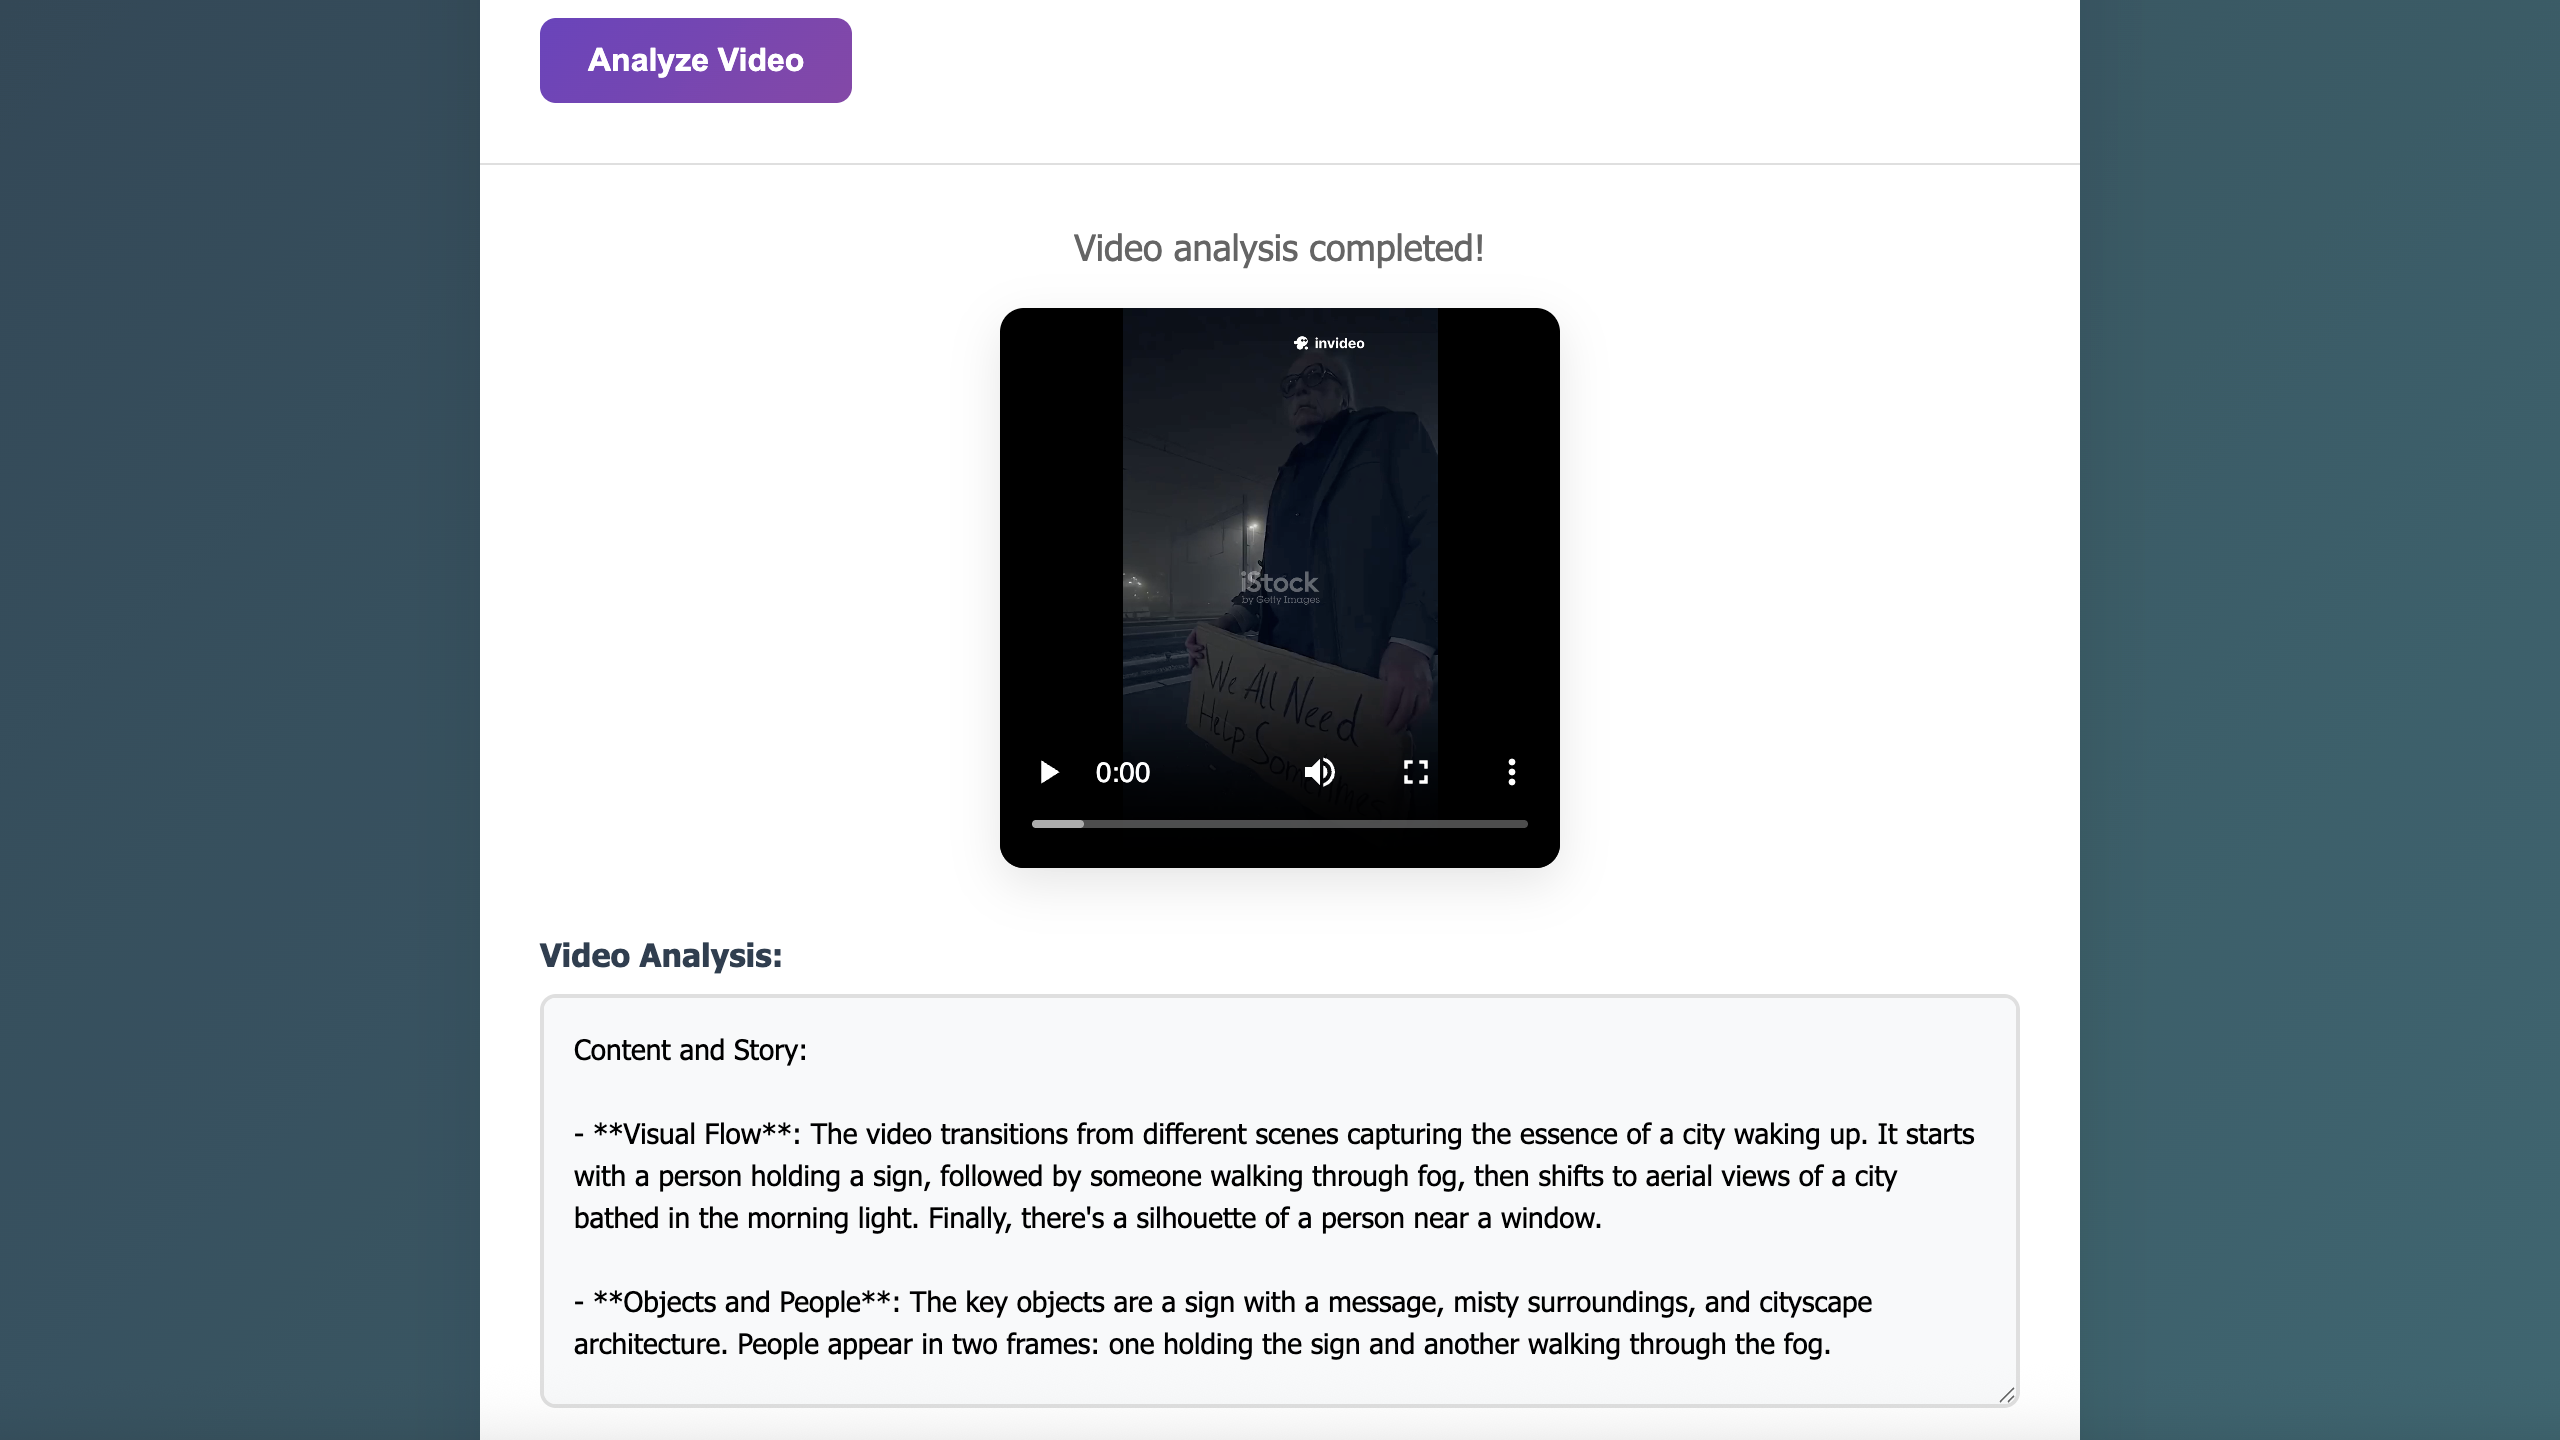 Analyze Video
Video analysis completed!
invideo
iStock
by Getty Images
We All Need
Help Sometimes
0:00
Video Analysis:
Content and Story:
- **Visual Flow**: The video transitions from different scenes capturing the essence of a city waking up. It starts
with a person holding a sign, followed by someone walking through fog, then shifts to aerial views of a city
bathed in the morning light. Finally, there's a silhouette of a person near a window.
- **Objects and People**: The key objects are a sign with a message, misty surroundings, and cityscape
architecture. People appear in two frames: one holding the sign and another walking through the fog.